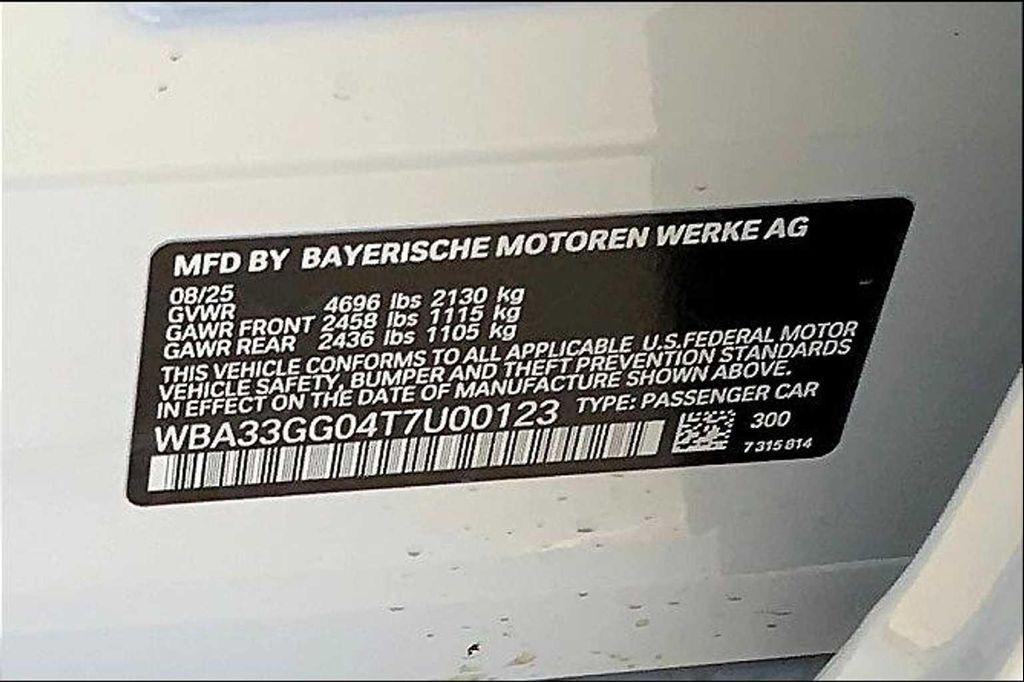 MFD BY BAYERISCHE MOTOREN WERKE AG
08/25
GVWR 4696 lbs 2130 kg
GAWR FRONT 2458 lbs 1115 kg
GAWR REAR 2436 lbs 1105 kg
THIS VEHICLE CONFORMS TO ALL APPLICABLE U.S.FEDERAL MOTOR
VEHICLE SAFETY, BUMPER AND THEFT PREVENTION STANDARDS
IN EFFECT ON THE DATE OF MANUFACTURE SHOWN ABOVE.
WBA33GG04T7U00123 TYPE: PASSENGER CAR
300
7 315 814